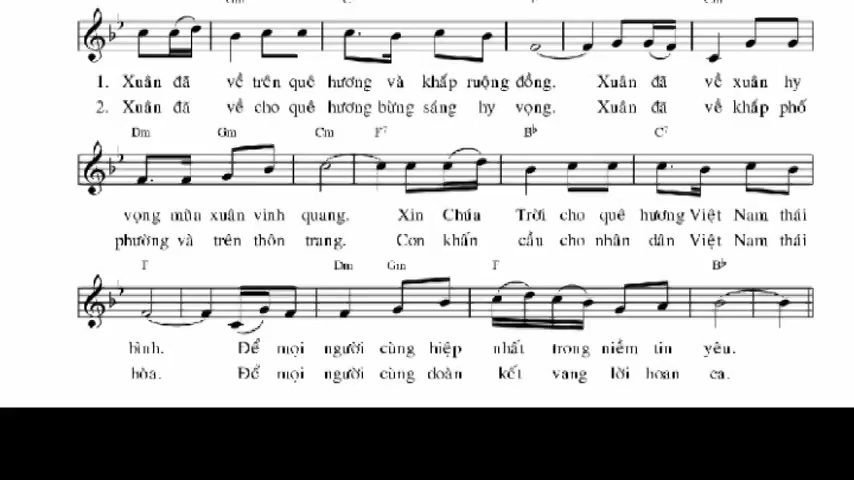 1. Xuân đã về trên quê hương và khắp ruộng đồng. Xuân đã về xuân hy
2. Xuân đã về cho quê hương bừng sáng hy vọng. Xuân đã về khắp phố
Dm Gm Cm F7 Bb C7
vọng mùa xuân vinh quang. Xin Chúa Trời cho quê hương Việt Nam thái
phường và trên thôn trang. Con khấn cầu cho nhân dân Việt Nam thái
F Dm Gm F Bb
bình. Để mọi người cùng hiệp nhất trong niềm tin yêu.
hòa. Để mọi người cùng đoàn kết vang lời hoan ca.